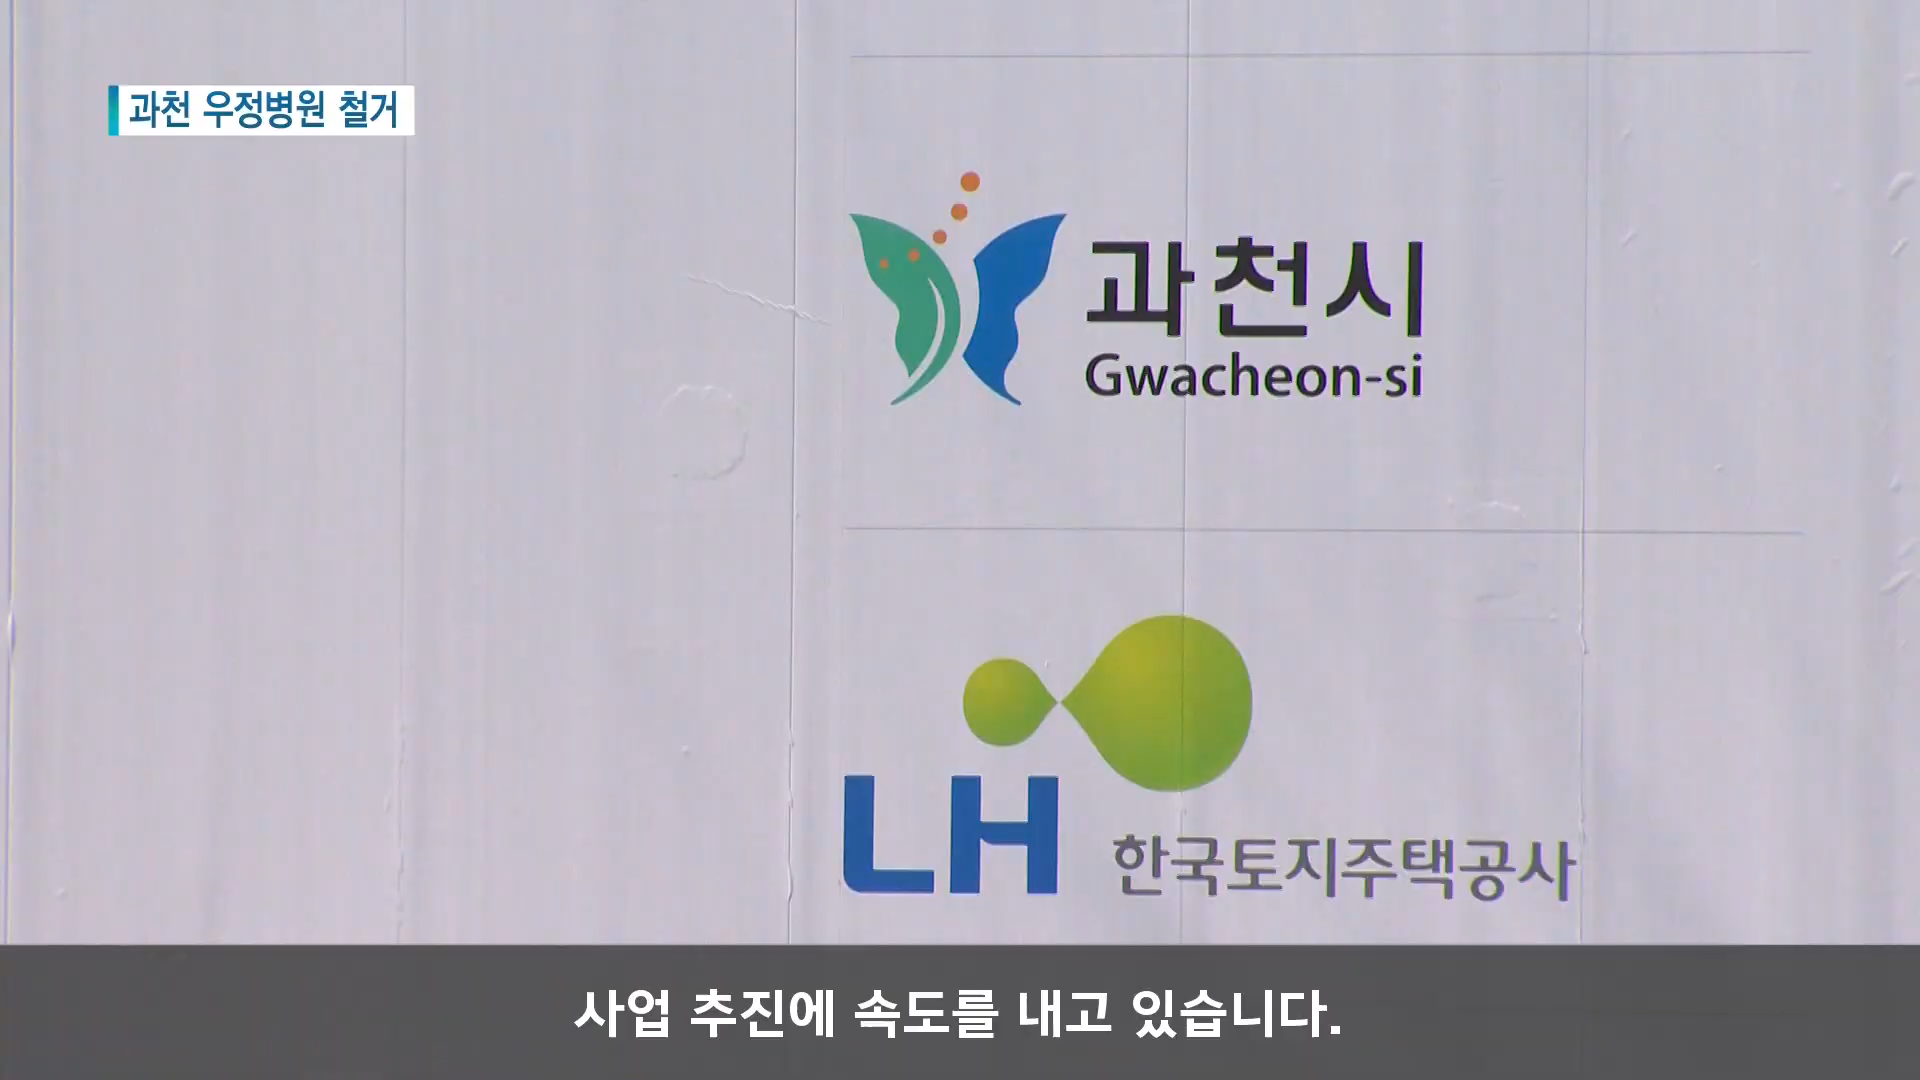 과천 우정병원 철거
과천시
Gwacheon-si
LH 한국토지주택공사
사업 추진에 속도를 내고 있습니다.